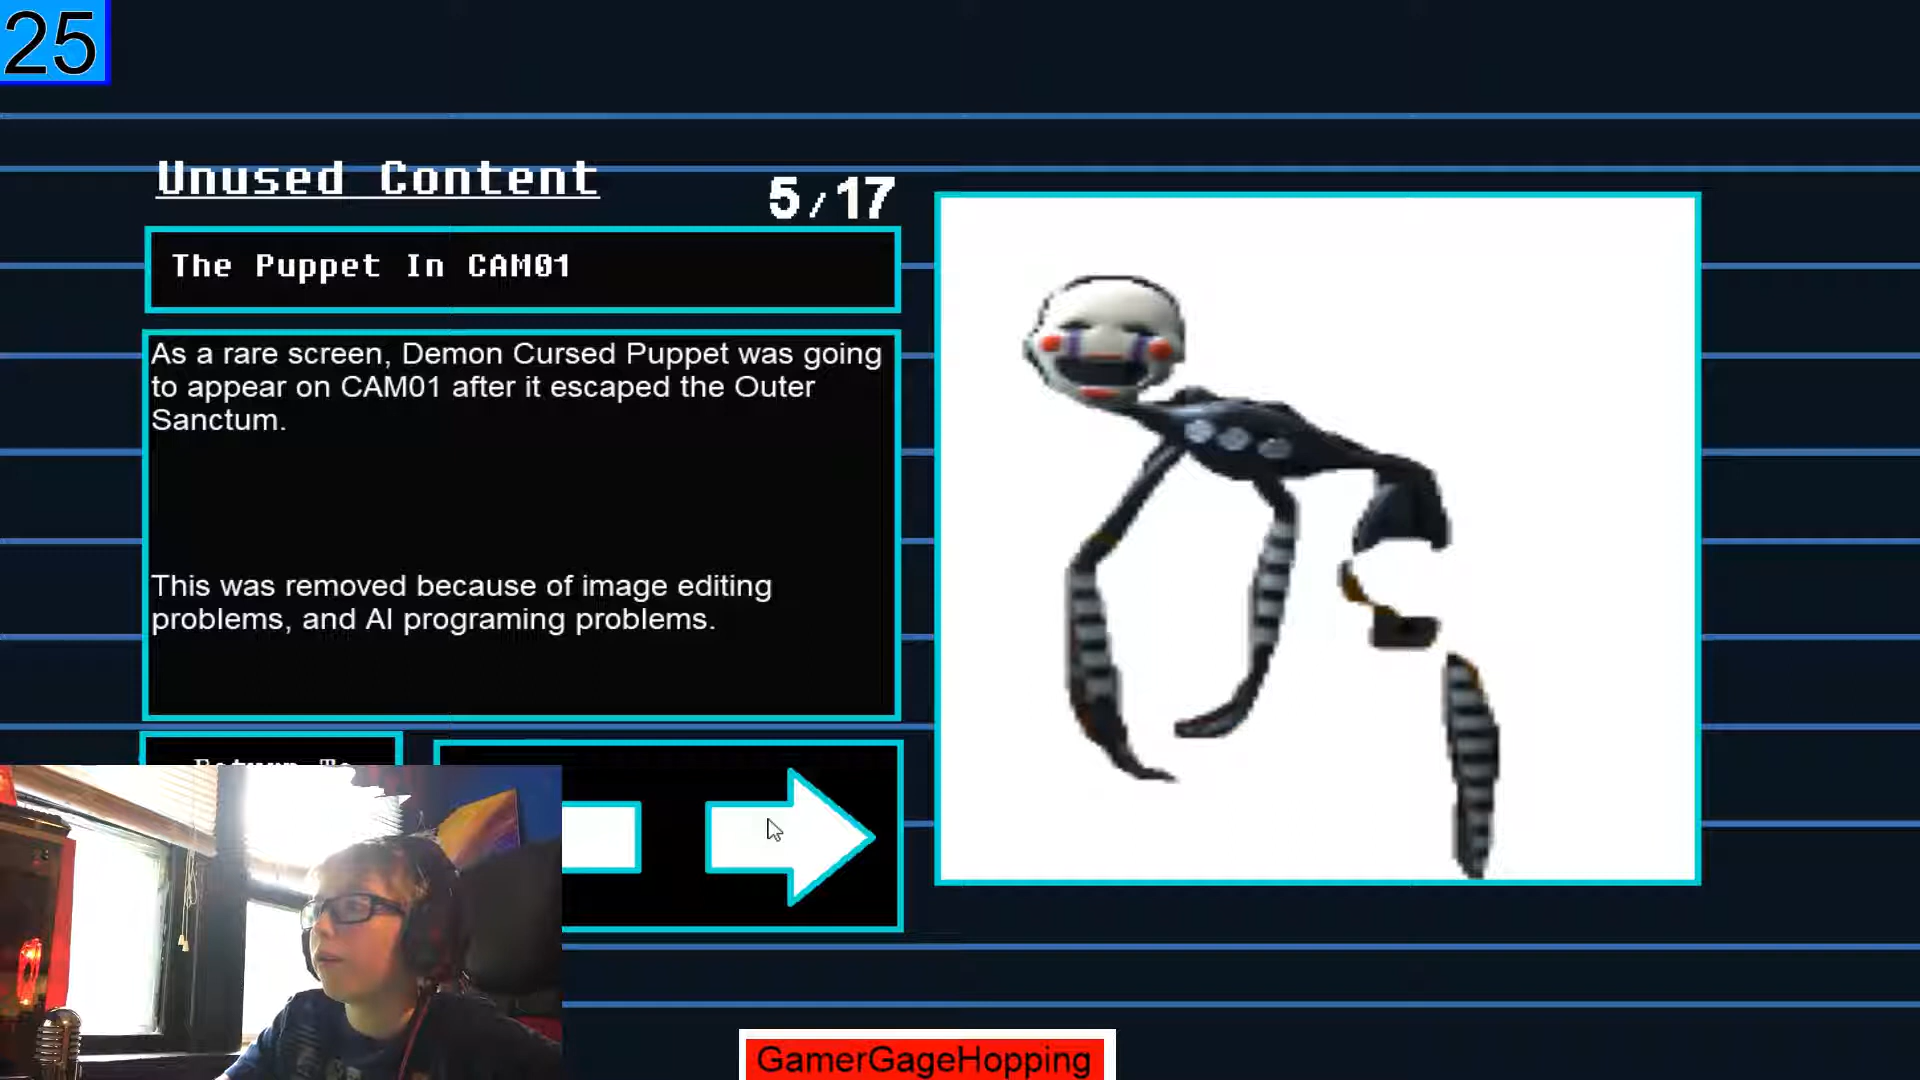 25
Unused Content
5/17
The Puppet In CAM01
As a rare screen, Demon Cursed Puppet was going
to appear on CAM01 after it escaped the Outer
Sanctum.
This was removed because of image editing
problems, and AI programing problems.
Return To
GamerGageHopping